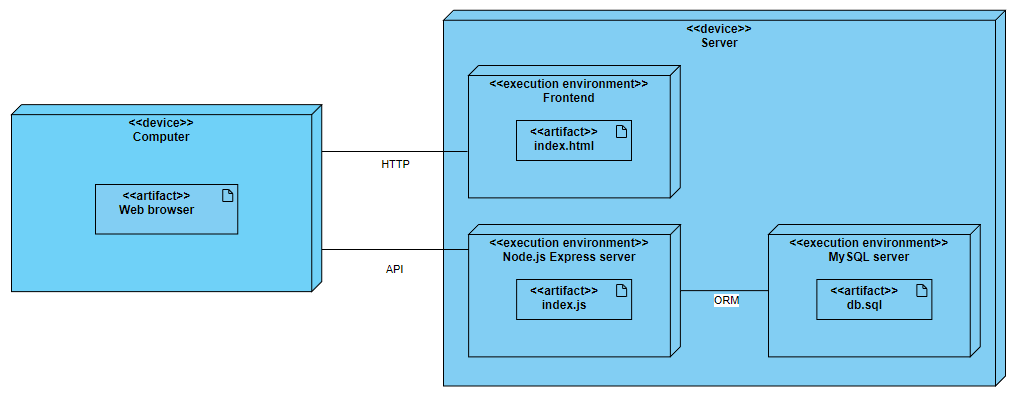 <<device>>
Server
<<execution environment>>
Frontend
<<artifact>>
index.html
<<device>>
Computer
<<artifact>>
Web browser
HTTP
API
<<execution environment>>
Node.js Express server
<<artifact>>
index.js
ORM
<<execution environment>>
MySQL server
<<artifact>>
db.sql